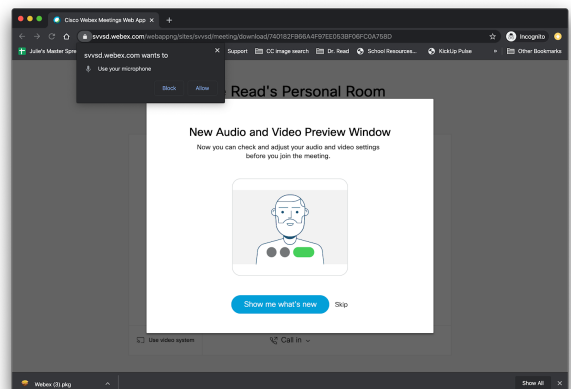 Cisco Webex Meetings Web App
svvsd.webex.com/webappng/sites/svvsd/meeting/download/740182FB66A4F97EE053BF06FC0A758D
Incognito
Julie's Master Spre
Support
CC image search
Dr. Read
School Resources...
KickUp Pulse
»
Other Bookmarks
svvsd.webex.com wants to
Use your microphone
Block
Allow
Read's Personal Room
New Audio and Video Preview Window
Now you can check and adjust your audio and video settings
before you join the meeting.
Show me what's new
Skip
Use video system
Call in
Webex (3).pkg
Show All